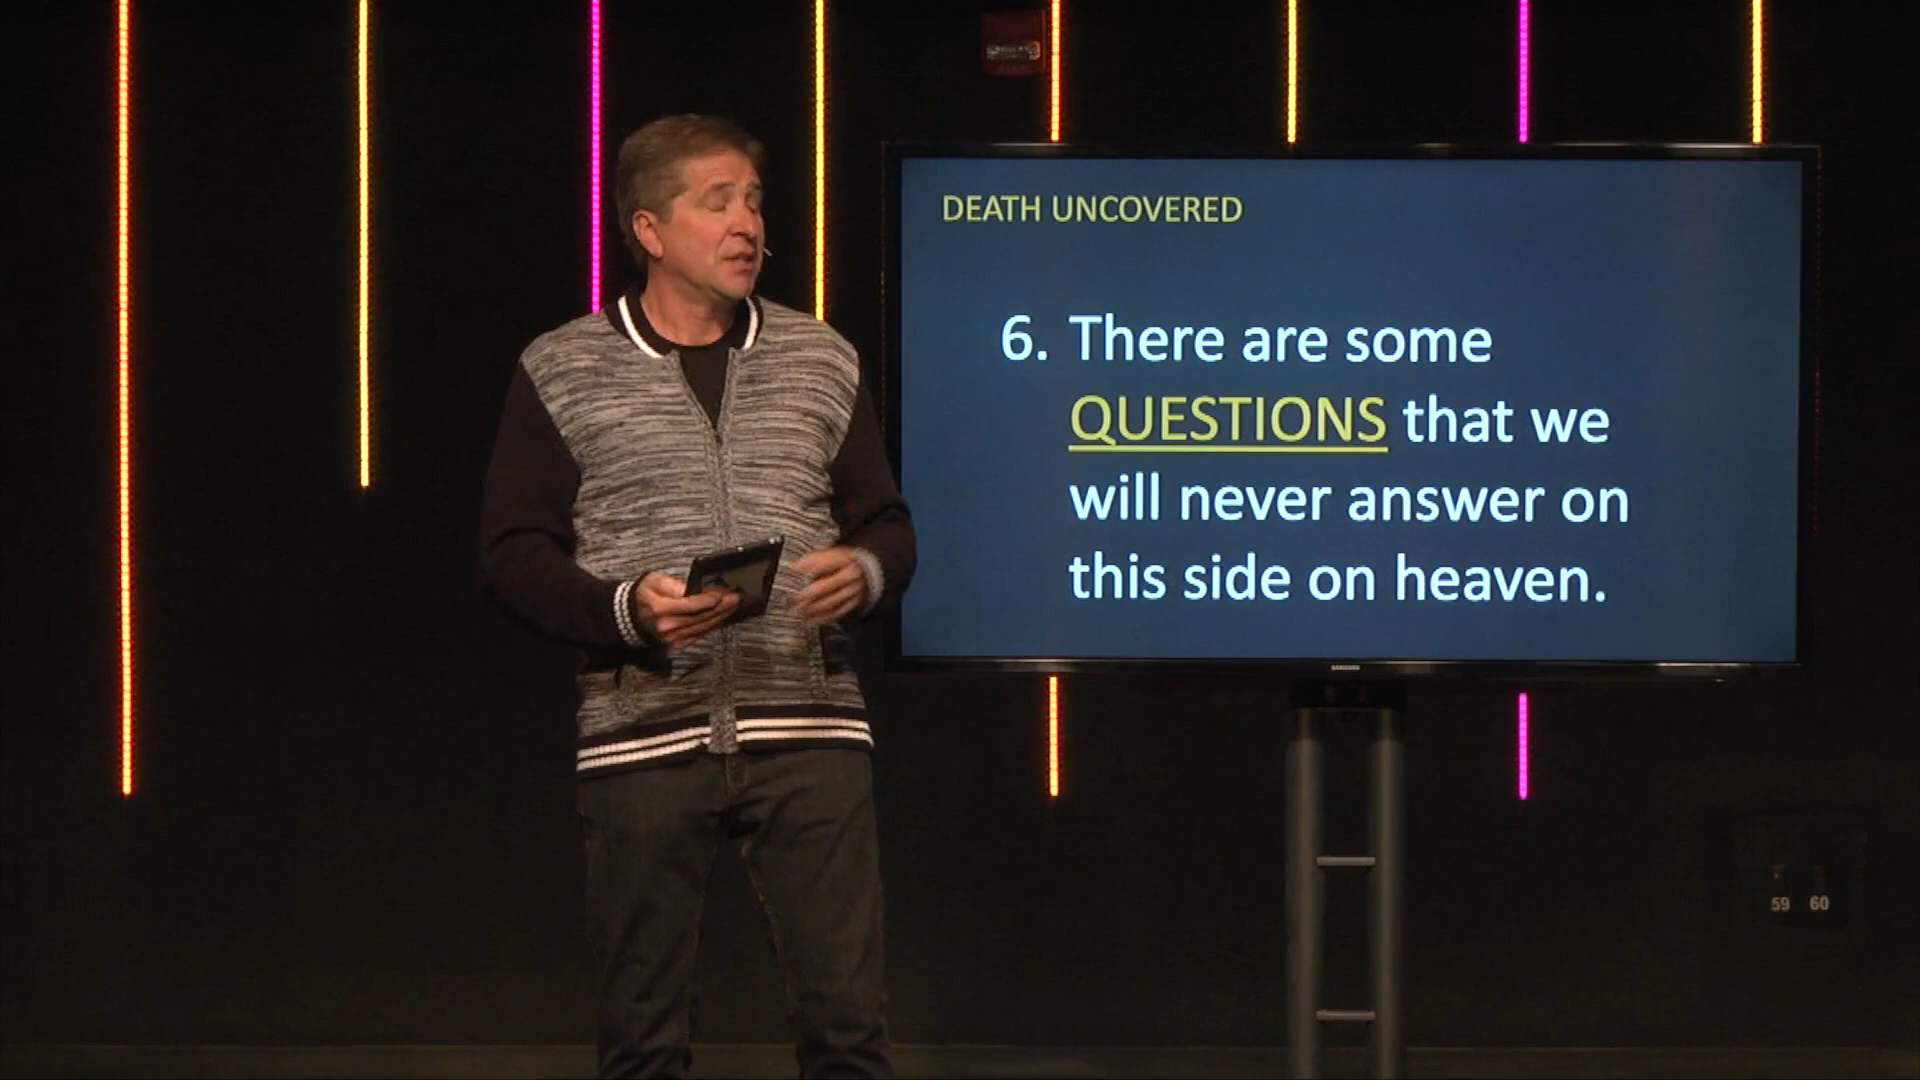 DEATH UNCOVERED
6. There are some
QUESTIONS that we
will never answer on
this side on heaven.
SAMSUNG
59 60